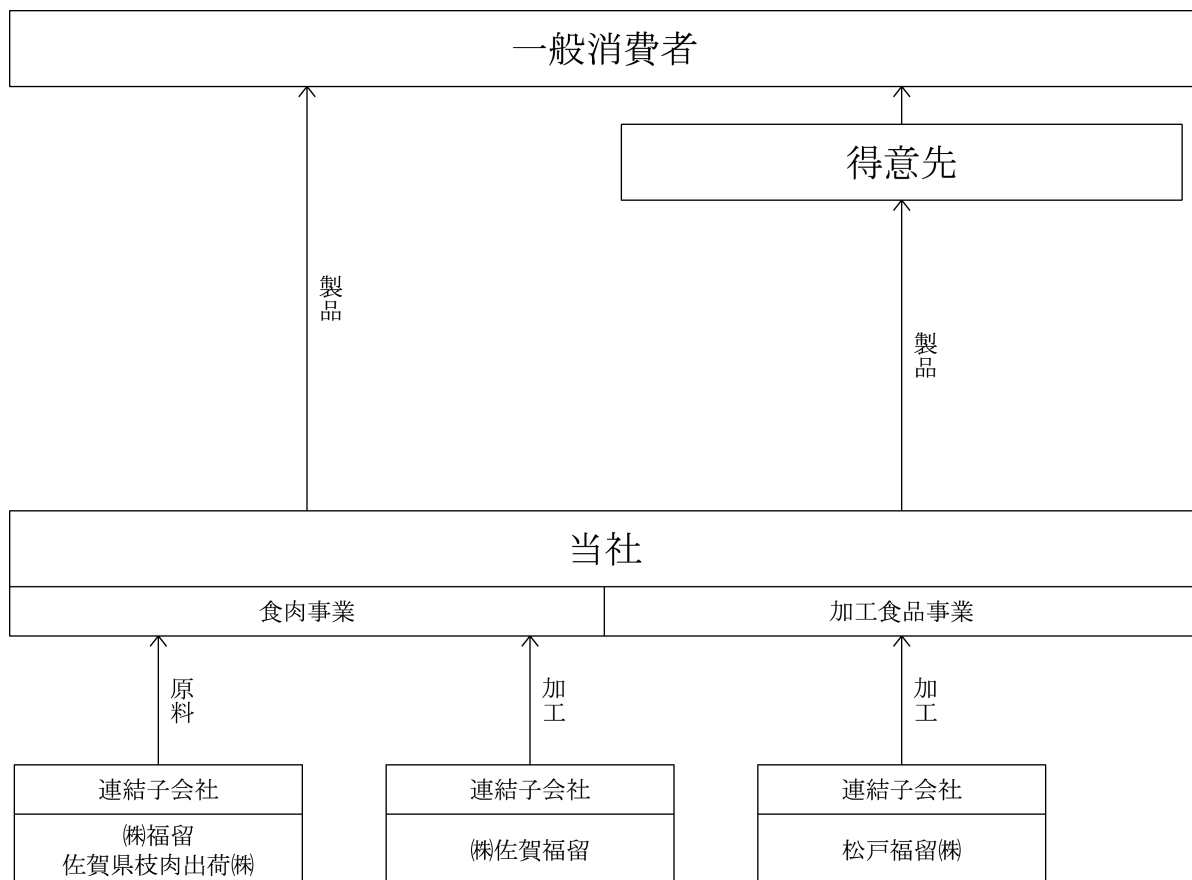 一般消費者
得意先
製品
製品
当社
食肉事業
加工食品事業
原料
加工
加工
連結子会社
㈱福留
佐賀県枝肉出荷㈱
連結子会社
㈱佐賀福留
連結子会社
松戸福留㈱